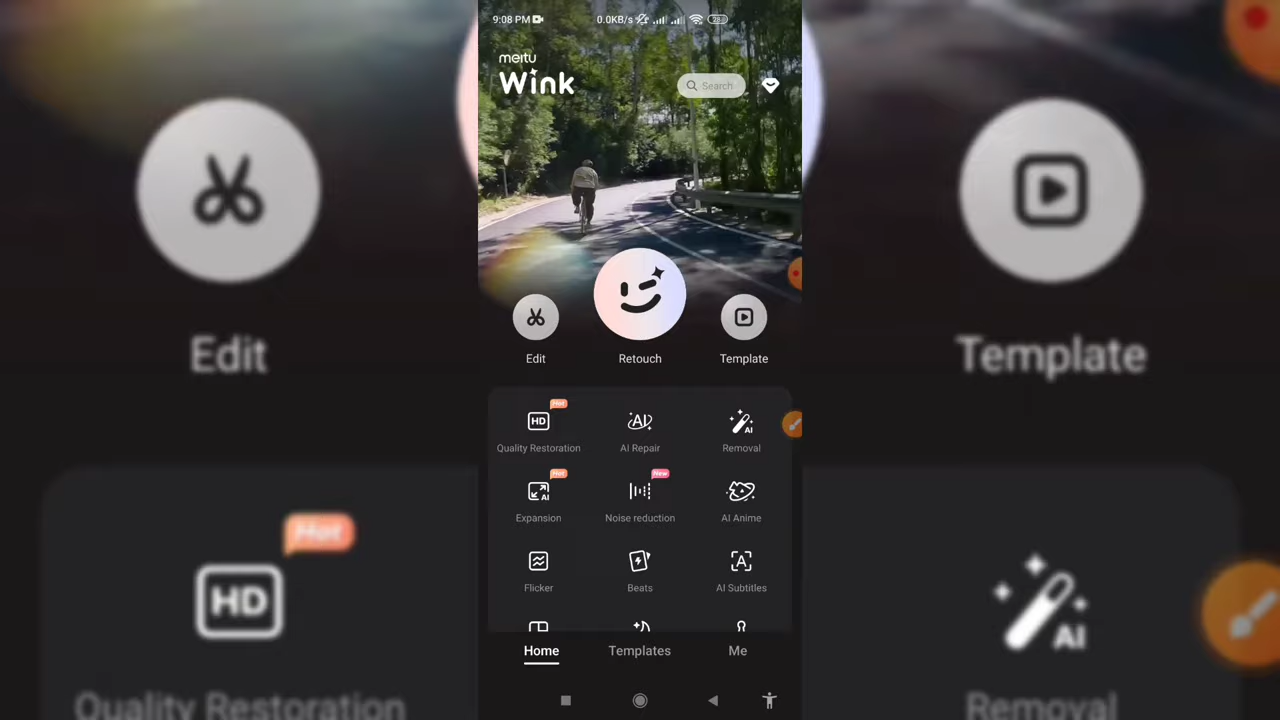 9:08 PM 0.0KB/s 28
meitu
Wink
Search
Edit Retouch Template
Edit Template
Hot
HD AI AI
Quality Restoration AI Repair Removal
Hot New
AI
Expansion Noise reduction AI Anime
Hot
A
Flicker Beats AI Subtitles
HD AI
Home Templates Me
Quality Restoration Removal